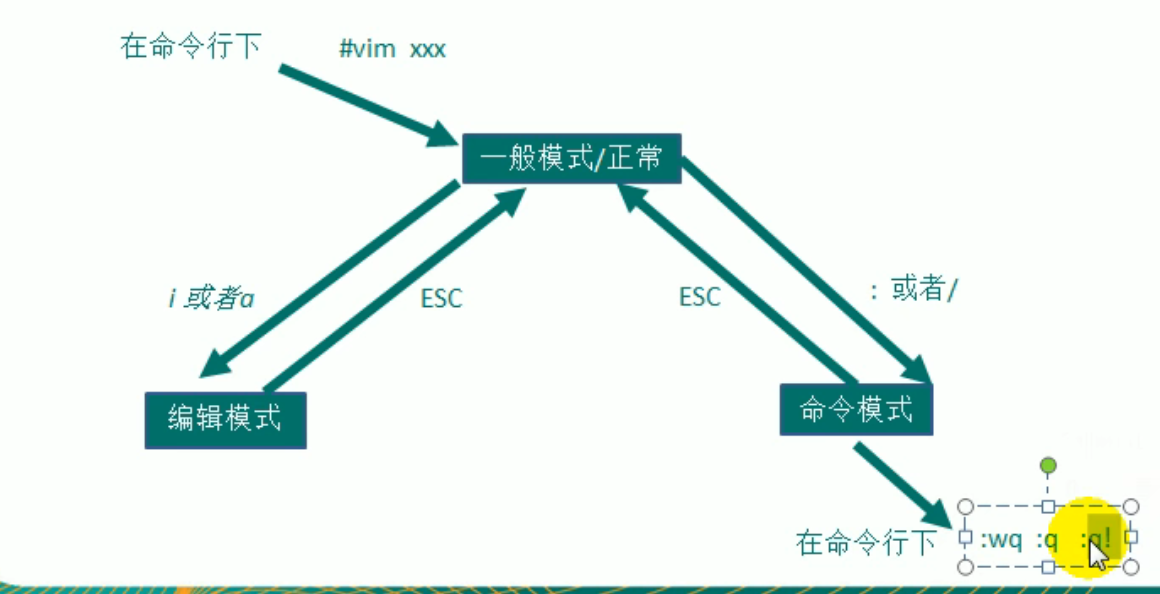 在命令行下 #vim xxx
一般模式/正常
i 或者a
ESC
ESC
: 或者/
编辑模式
命令模式
在命令行下 :wq :q :q!